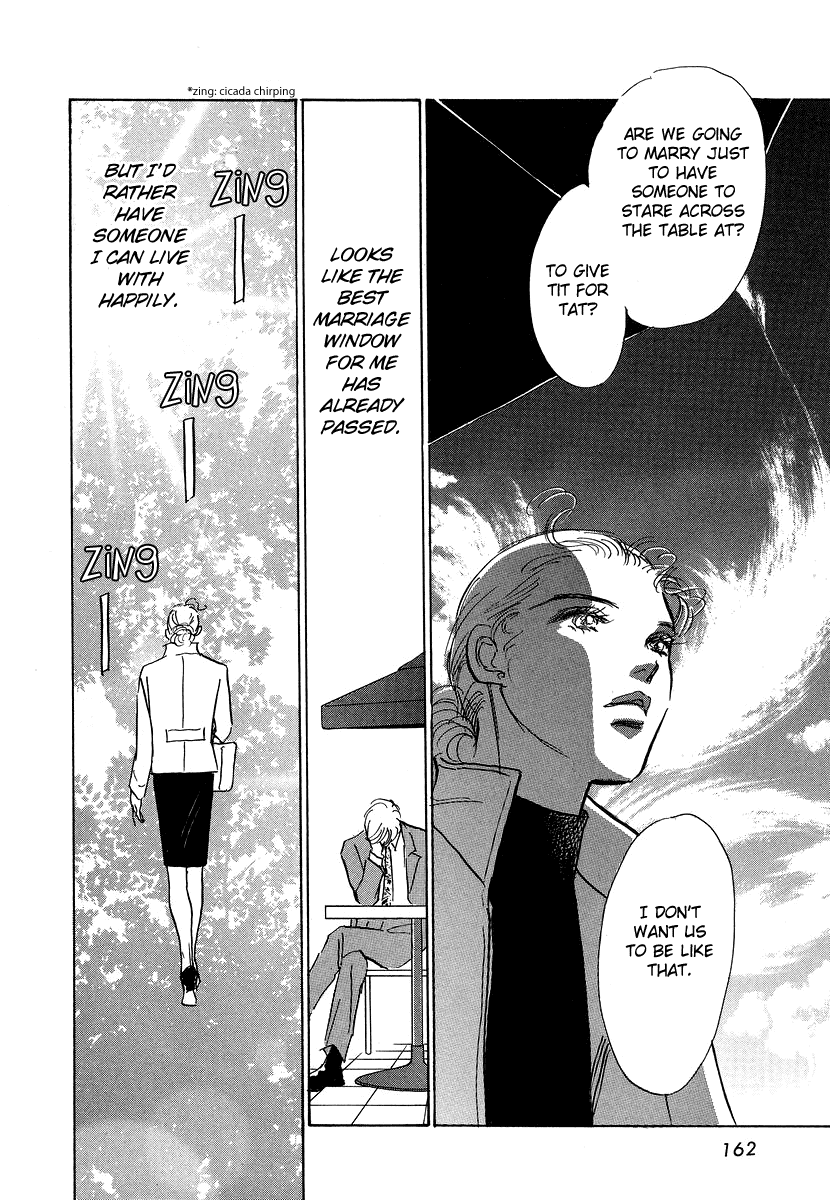 *zing: cicada chirping
ARE WE GOING
TO MARRY JUST
TO HAVE
SOMEONE TO
STARE ACROSS
THE TABLE AT?
TO GIVE
TIT FOR
TAT?
I DON'T
WANT US
TO BE LIKE
THAT.
LOOKS
LIKE THE
BEST
MARRIAGE
WINDOW
FOR ME
HAS
ALREADY
PASSED.
BUT I'D
RATHER
HAVE
SOMEONE
I CAN LIVE
WITH
HAPPILY.
ZING
ZING
ZING
162